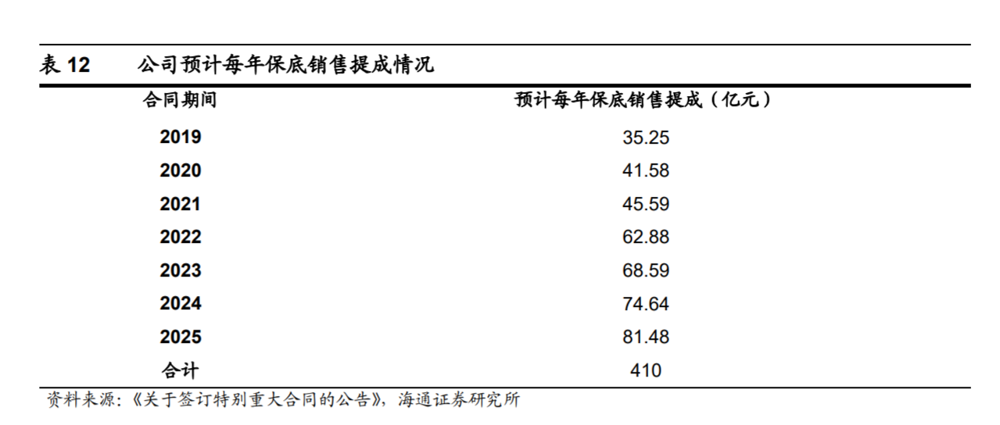 表 12 公司预计每年保底销售提成情况
合同期间 预计每年保底销售提成（亿元）
2019 35.25
2020 41.58
2021 45.59
2022 62.88
2023 68.59
2024 74.64
2025 81.48
合计 410
资料来源：《关于签订特别重大合同的公告》，海通证券研究所